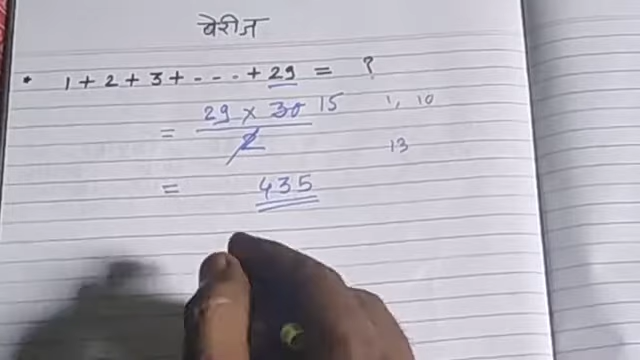 बेरीज
* 1 + 2 + 3 + - - - + 29 = ?
= 29 × 30 15 1, 10
2
13
= 435